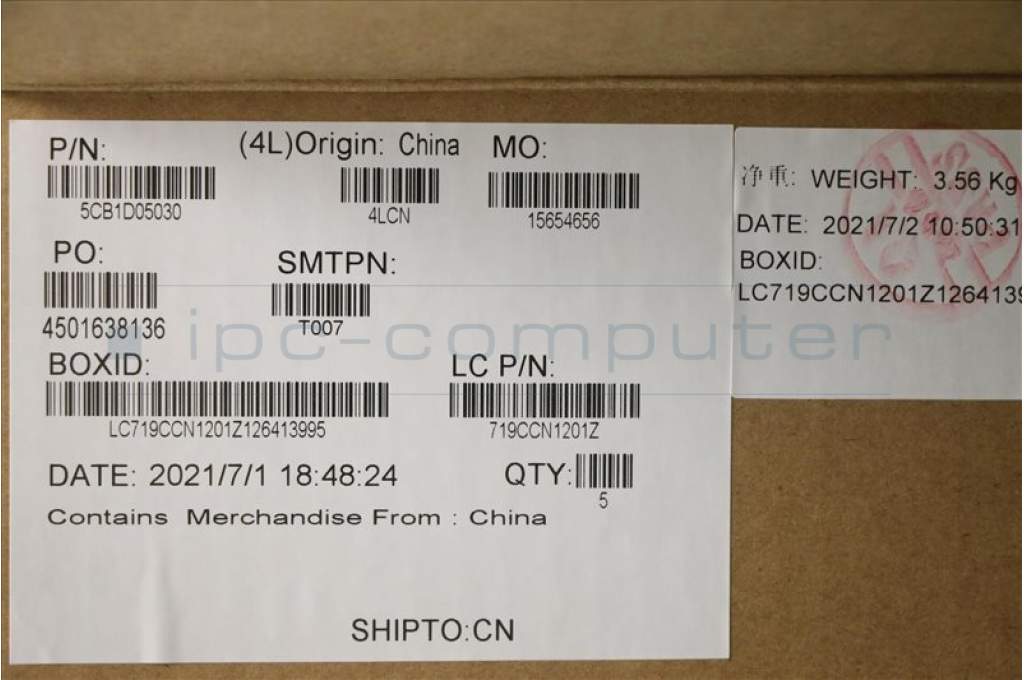 P/N:
(4L)Origin: China
MO:
5CB1D05030
4LCN
15654656
PO:
SMTPN:
4501638136
T007
BOXID:
LC P/N:
LC719CCN1201Z126413995
719CCN1201Z
DATE: 2021/7/1 18:48:24
QTY:
5
Contains Merchandise From : China
SHIPTO:CN
净重: WEIGHT: 3.56 Kg
DATE: 2021/7/2 10:50:31
BOXID:
LC719CCN1201Z12641399
ipc-computer